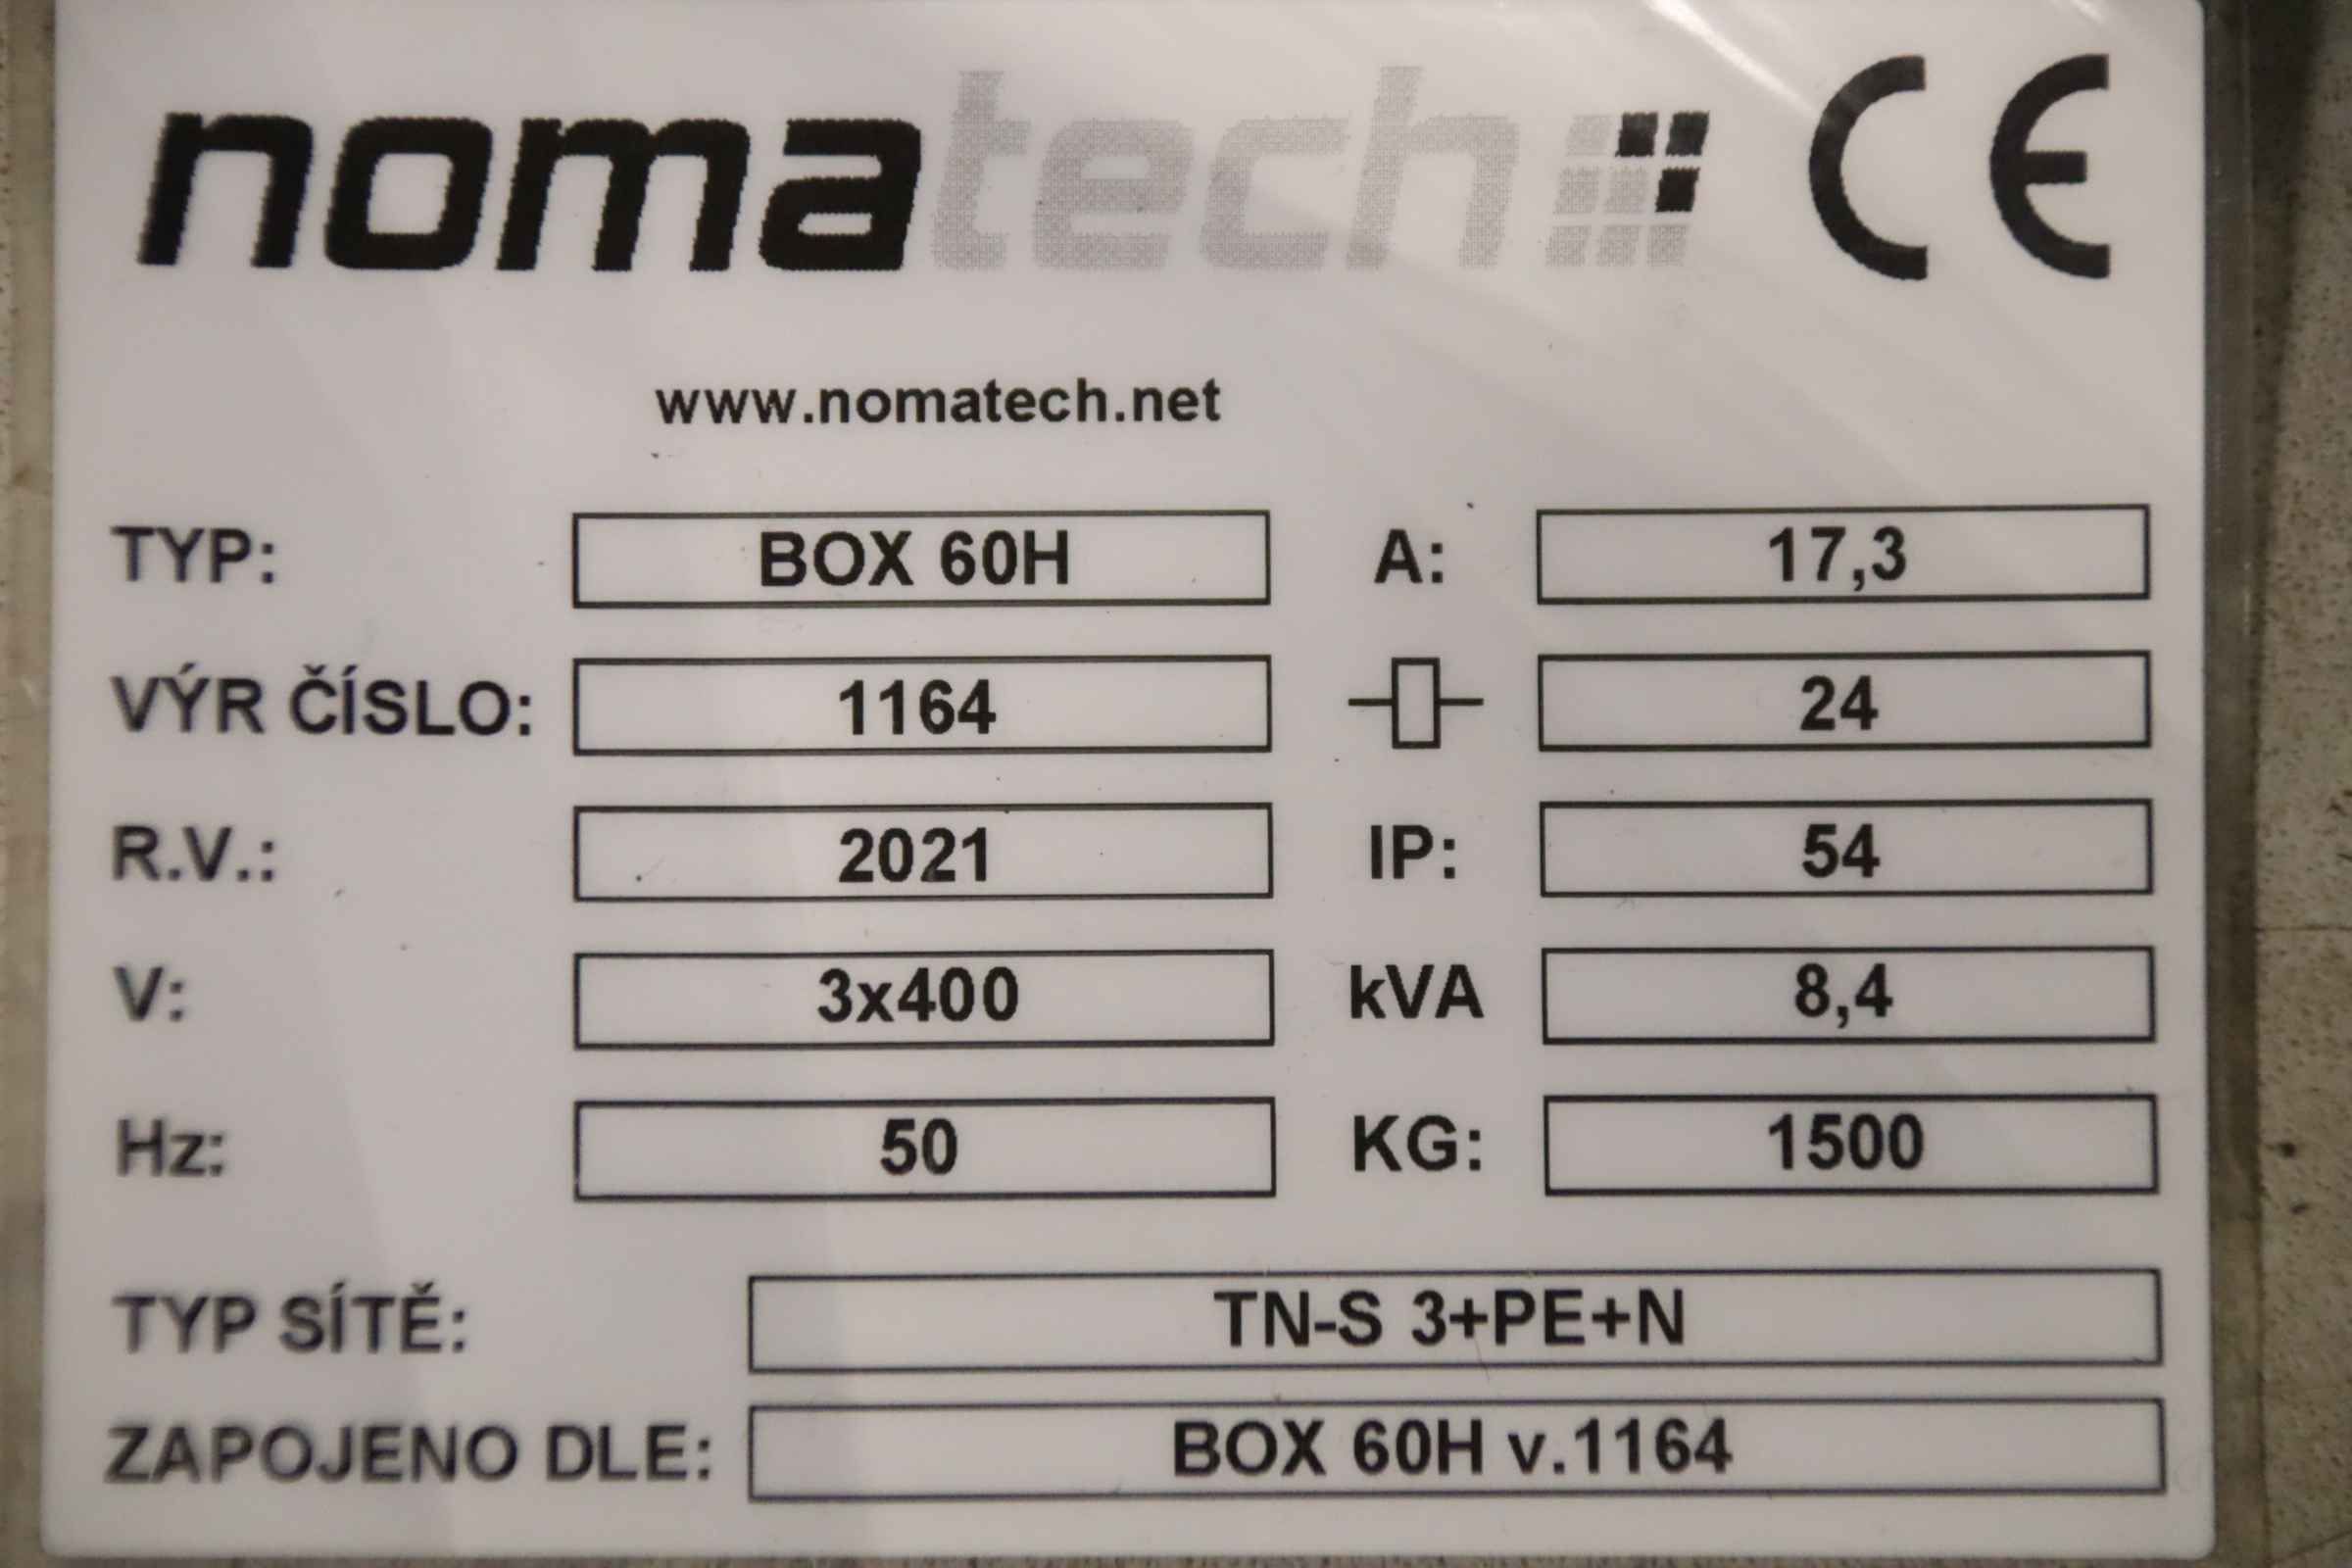 nomatech CE
www.nomatech.net
TYP: BOX 60H A: 17,3
VÝR ČÍSLO: 1164 24
R.V.: 2021 IP: 54
V: 3x400 kVA 8,4
Hz: 50 KG: 1500
TYP SÍTĚ: TN-S 3+PE+N
ZAPOJENO DLE: BOX 60H v.1164